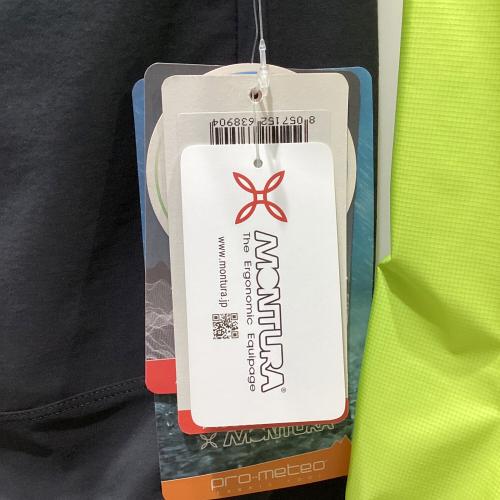 8 057152 638904
MONTURA®
The Ergonomic Equipage
www.montura.jp
MONTURA
pro-meteo